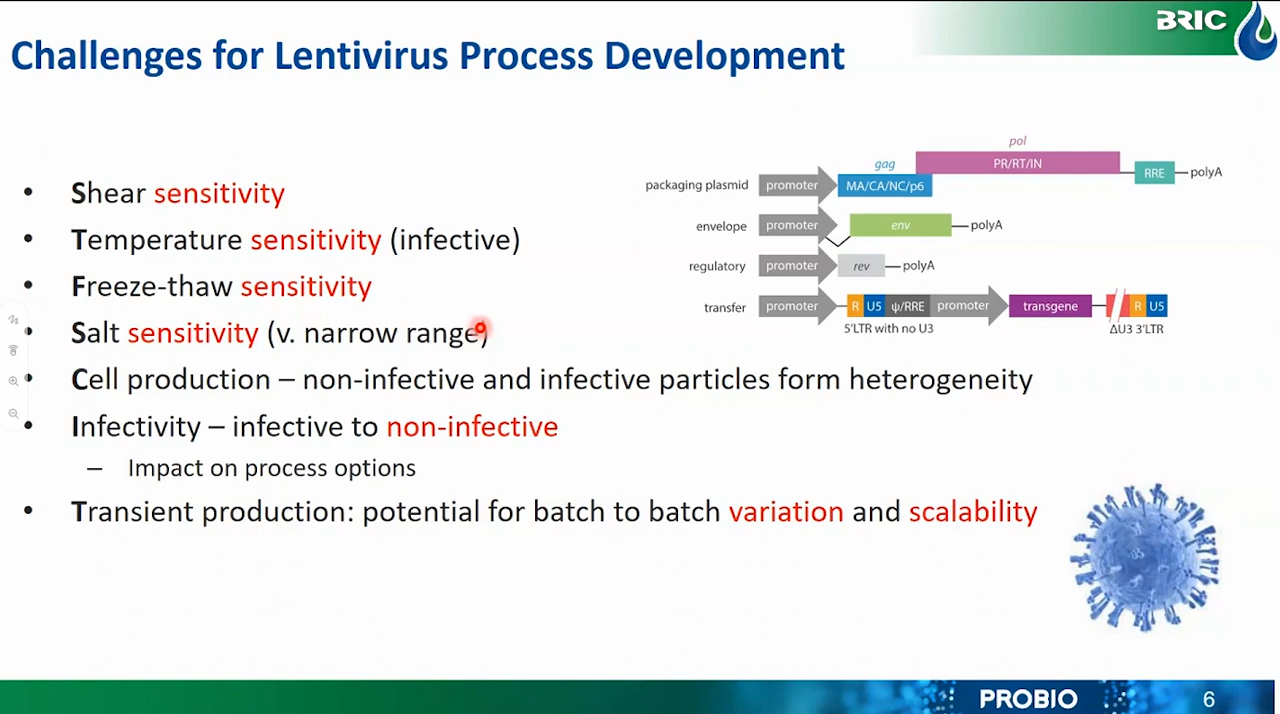 BRIC
Challenges for Lentivirus Process Development
• Shear sensitivity
• Temperature sensitivity (infective)
• Freeze-thaw sensitivity
• Salt sensitivity (v. narrow range)
• Cell production – non-infective and infective particles form heterogeneity
• Infectivity – infective to non-infective
– Impact on process options
• Transient production: potential for batch to batch variation and scalability
pol
gag
PR/RT/IN
packaging plasmid promoter MA/CA/NC/p6 RRE polyA
envelope promoter env polyA
regulatory promoter rev polyA
transfer promoter R U5 ψ/RRE promoter transgene R U5
5'LTR with no U3 ΔU3 3'LTR
PROBIO 6